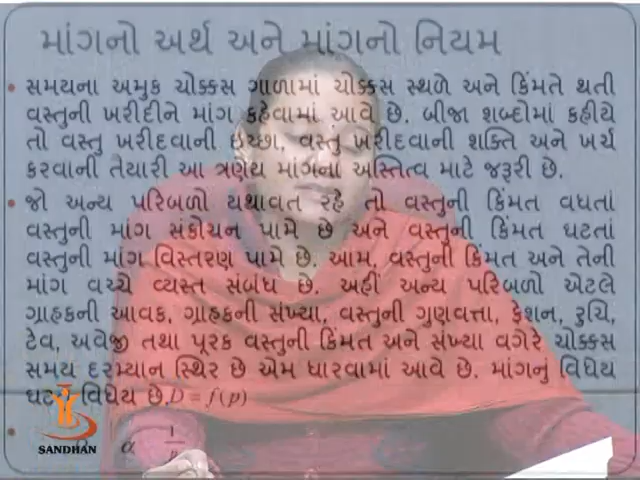 માંગનો અર્થ અને માંગનો નિયમ
• સમયના અમુક ચોક્કસ ગાળામાં ચોક્કસ સ્થળે અને કિંમતે થતી
વસ્તુની ખરીદીને માંગ કહેવામાં આવે છે. બીજા શબ્દોમાં કહીયે
તો વસ્તુ ખરીદવાની ઈચ્છા, વસ્તુ ખરીદવાની શક્તિ અને ખર્ચ
કરવાની તૈયારી આ ત્રણેય માંગના અસ્તિત્વ માટે જરૂરી છે.
• જો અન્ય પરિબળો યથાવત રહે તો વસ્તુની કિંમત વધતાં
વસ્તુની માંગ સંકોચન પામે છે અને વસ્તુની કિંમત ઘટતાં
વસ્તુની માંગ વિસ્તરણ પામે છે. આમ, વસ્તુની કિંમત અને તેની
માંગ વચ્ચે વ્યસ્ત સંબંધ છે. અહીં અન્ય પરિબળો એટલે
ગ્રાહકની આવક, ગ્રાહકની સંખ્યા, વસ્તુની ગુણવત્તા, ફેશન, રુચિ,
ટેવ, અવેજી તથા પૂરક વસ્તુની કિંમત અને સંખ્યા વગેરે ચોક્કસ
સમય દરમ્યાન સ્થિર છે એમ ધારવામાં આવે છે. માંગનું વિધેય
વિધેય છે. D = f(p)
α 1/p
SANDHAN